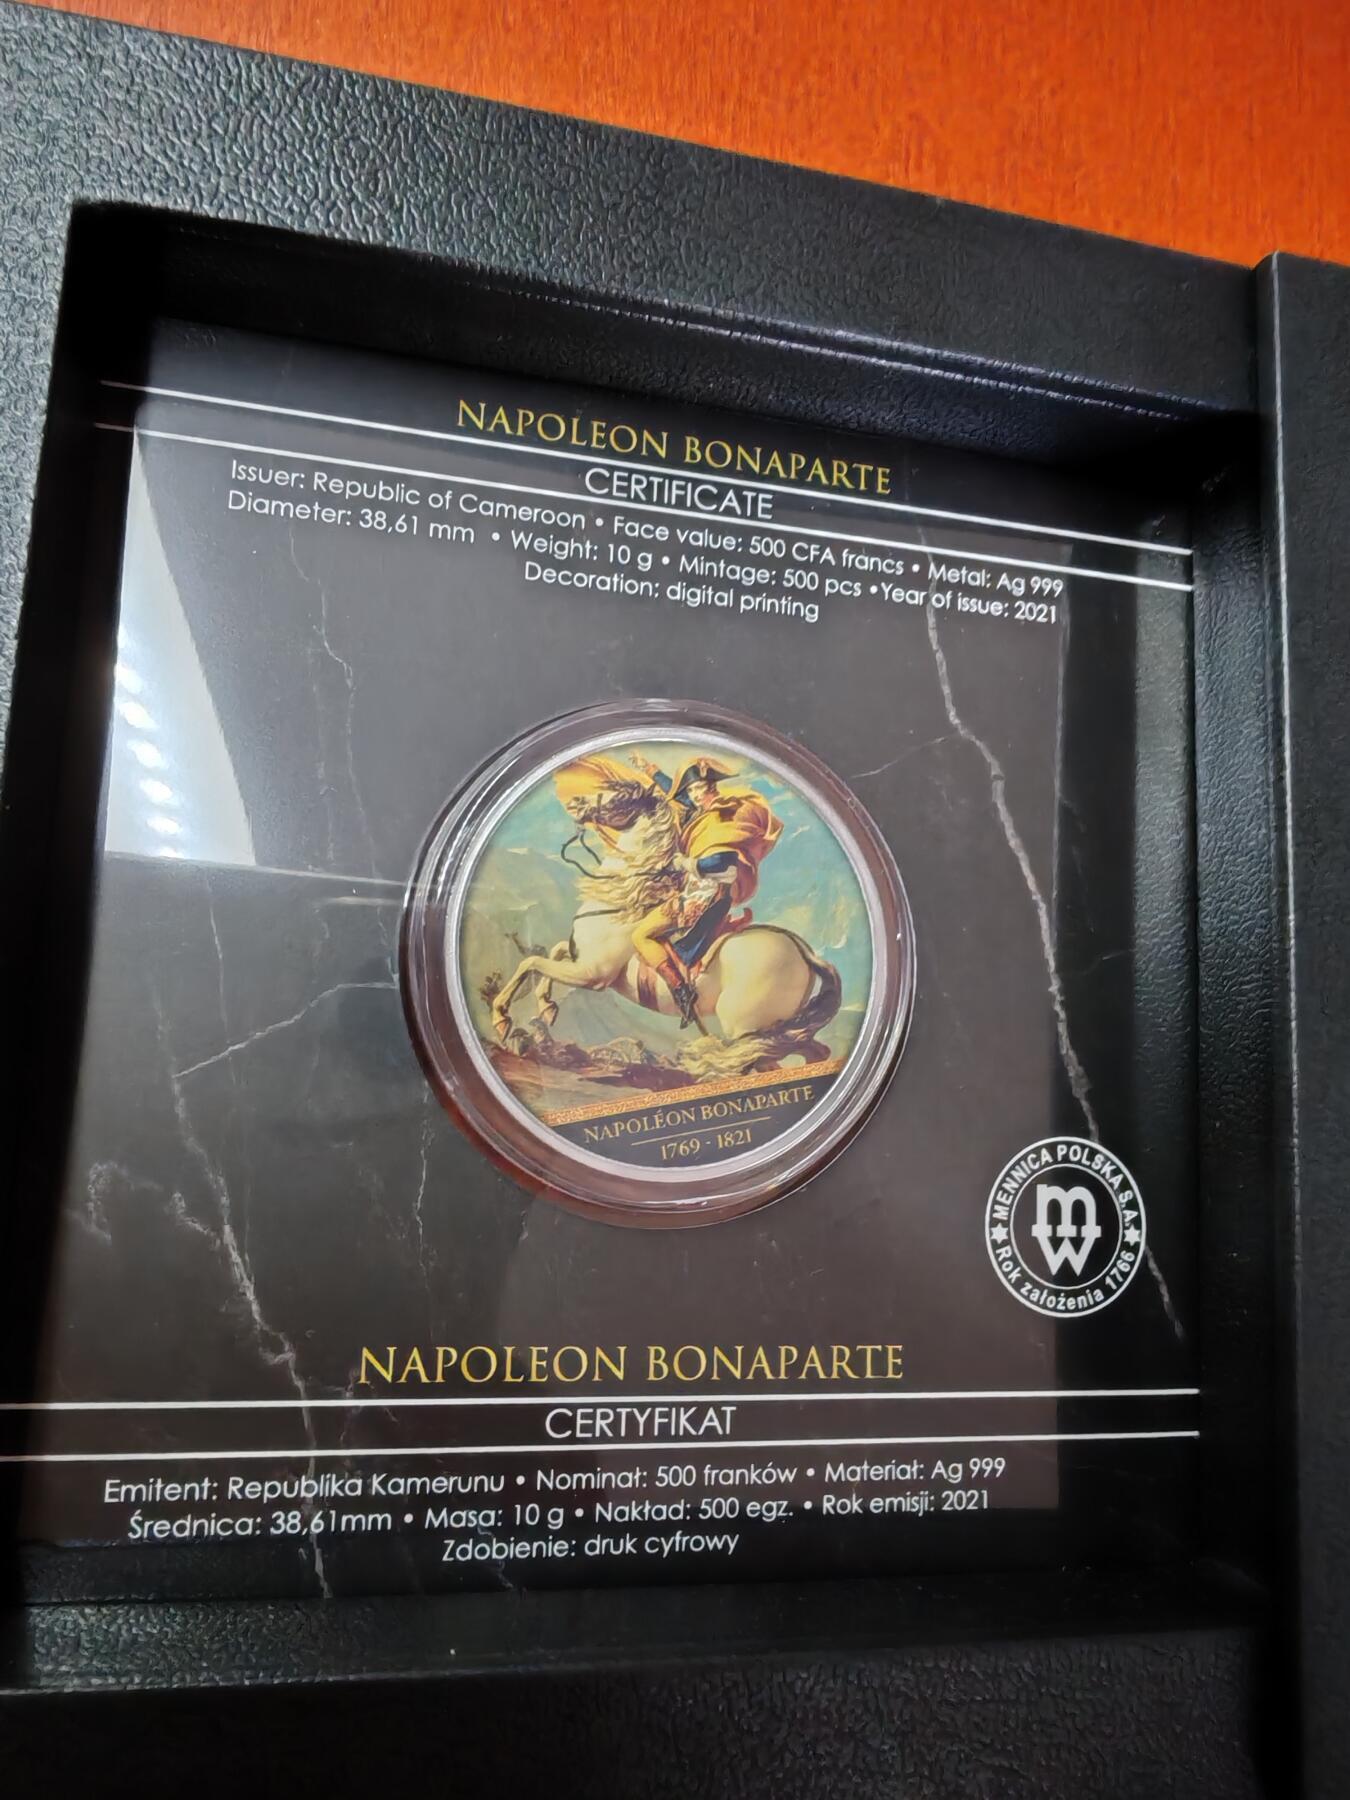 NAPOLEON BONAPARTE
CERTIFICATE
Issuer: Republic of Cameroon • Face value: 500 CFA francs • Metal: Ag 999
Diameter: 38,61 mm • Weight: 10 g • Mintage: 500 pcs •Year of issue: 2021
Decoration: digital printing
NAPOLÉON BONAPARTE
1769 - 1821
MENNICA POLSKA S.A.
mw
Rok założenia 1766
NAPOLEON BONAPARTE
CERTYFIKAT
Emitent: Republika Kamerunu • Nominał: 500 franków • Materiał: Ag 999
Średnica: 38,61mm • Masa: 10 g • Nakład: 500 egz. • Rok emisji: 2021
Zdobienie: druk cyfrowy